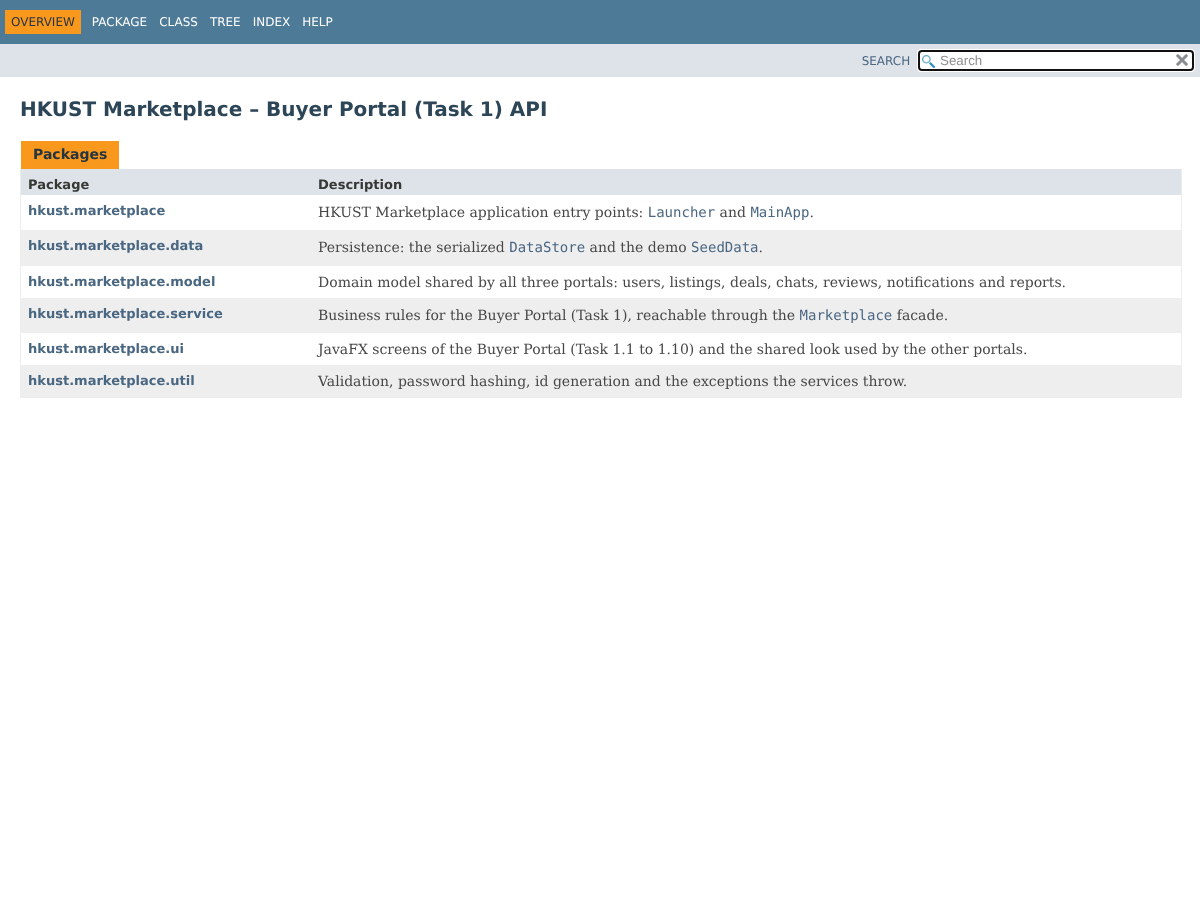 OVERVIEW PACKAGE CLASS TREE INDEX HELP
SEARCH Search
HKUST Marketplace – Buyer Portal (Task 1) API
Packages
Package Description
hkust.marketplace HKUST Marketplace application entry points: Launcher and MainApp.
hkust.marketplace.data Persistence: the serialized DataStore and the demo SeedData.
hkust.marketplace.model Domain model shared by all three portals: users, listings, deals, chats, reviews, notifications and reports.
hkust.marketplace.service Business rules for the Buyer Portal (Task 1), reachable through the Marketplace facade.
hkust.marketplace.ui JavaFX screens of the Buyer Portal (Task 1.1 to 1.10) and the shared look used by the other portals.
hkust.marketplace.util Validation, password hashing, id generation and the exceptions the services throw.